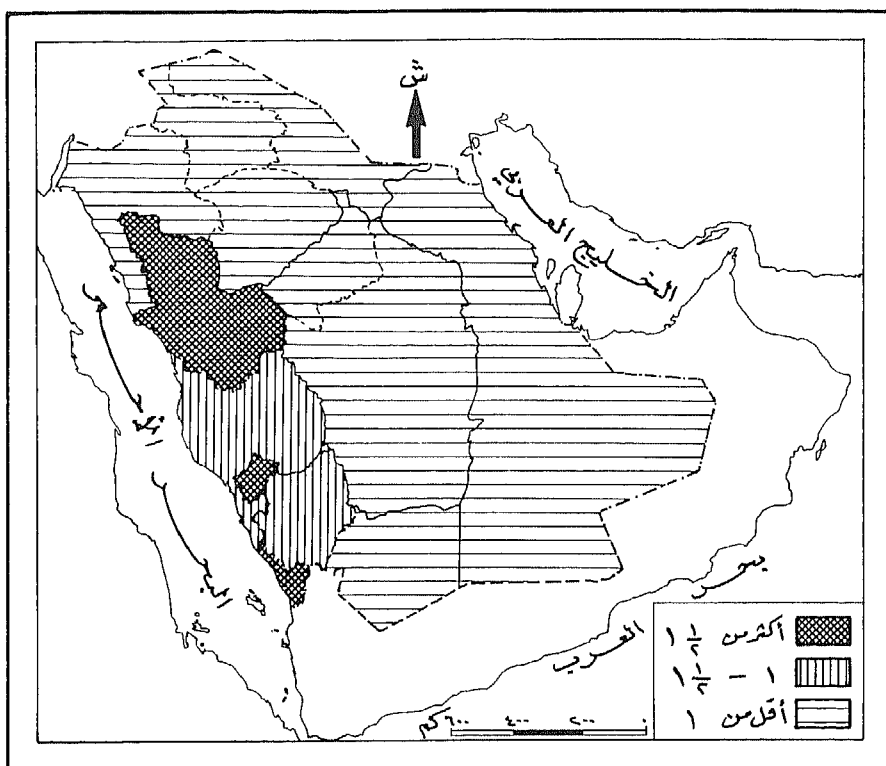 ش
الخليج العربي
البحر
الأحمر
بحر
العرب
أكثر من ١ ١/٢
١ - ١ ١/٢
أقل من ١
٠ ٢٠٠ ٤٠٠ ٦٠٠ كم